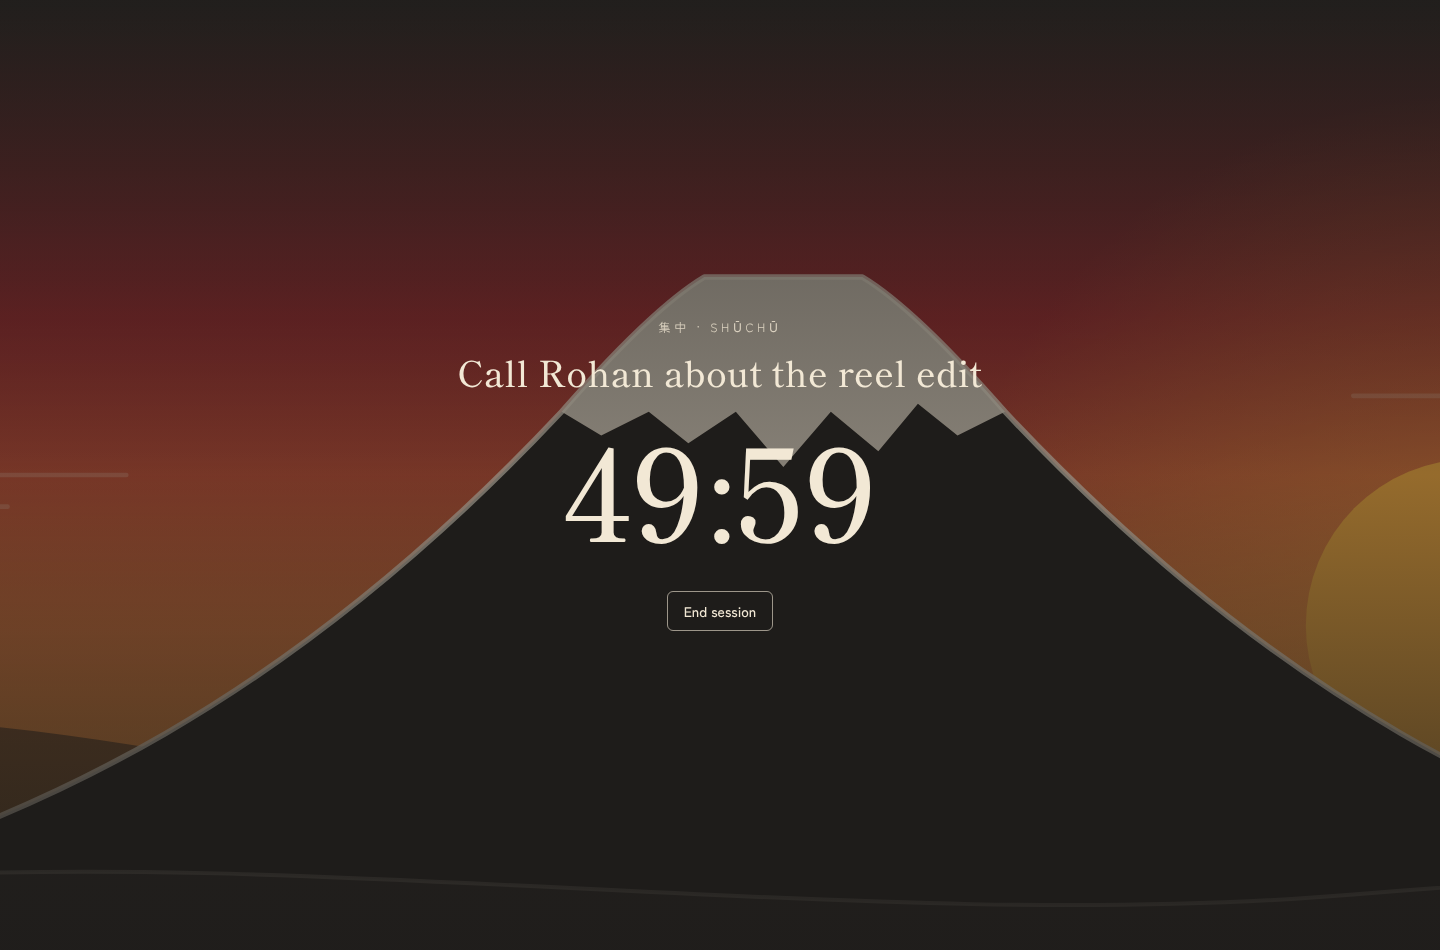 集中 · SHŪCHŪ
Call Rohan about the reel edit
49:59
End session